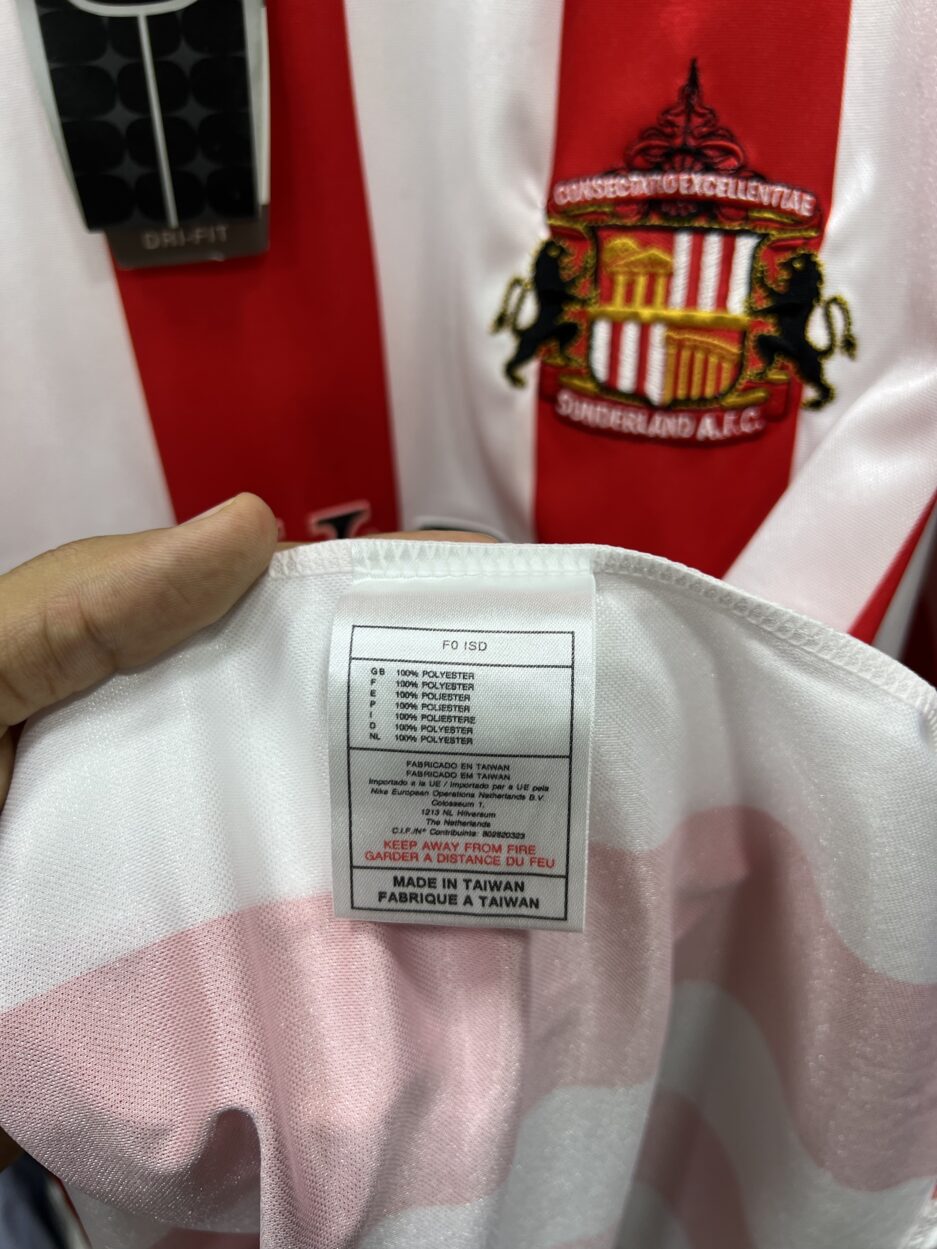 DRI-FIT
CONSECTATIO EXCELLENTIAE
SUNDERLAND A.F.C.
F0 ISD
GB 100% POLYESTER
F 100% POLYESTER
E 100% POLIESTER
P 100% POLIESTER
I 100% POLIESTERE
D 100% POLYESTER
NL 100% POLYESTER
FABRICADO EN TAIWAN
FABRICADO EM TAIWAN
Importado a la UE / Importado par a UE pela
Nike European Operations Netherlands B.V
Colosseum 1,
1213 NL Hilversum
The Netherlands
C.I.F./Nº Contribuinte: 802820323
KEEP AWAY FROM FIRE
GARDER A DISTANCE DU FEU
MADE IN TAIWAN
FABRIQUE A TAIWAN